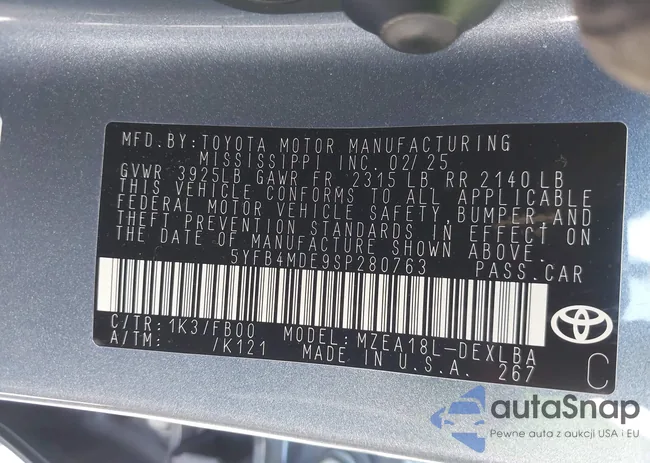 MFD. BY: TOYOTA MOTOR MANUFACTURING
MISSISSIPPI INC. 02/25
GVWR 3925LB GAWR FR 2315 LB RR 2140 LB
THIS VEHICLE CONFORMS TO ALL APPLICABLE
FEDERAL MOTOR VEHICLE SAFETY, BUMPER AND
THEFT PREVENTION STANDARDS IN EFFECT ON
THE DATE OF MANUFACTURE SHOWN ABOVE.
5YFB4MDE9SP280763 PASS. CAR
C/TR: 1K3/FB00 MODEL: MZEA18L-DEXLBA
A/TM: /K121 MADE IN U.S.A. 267
C
autaSnap
Pewne auta z aukcji USA i EU